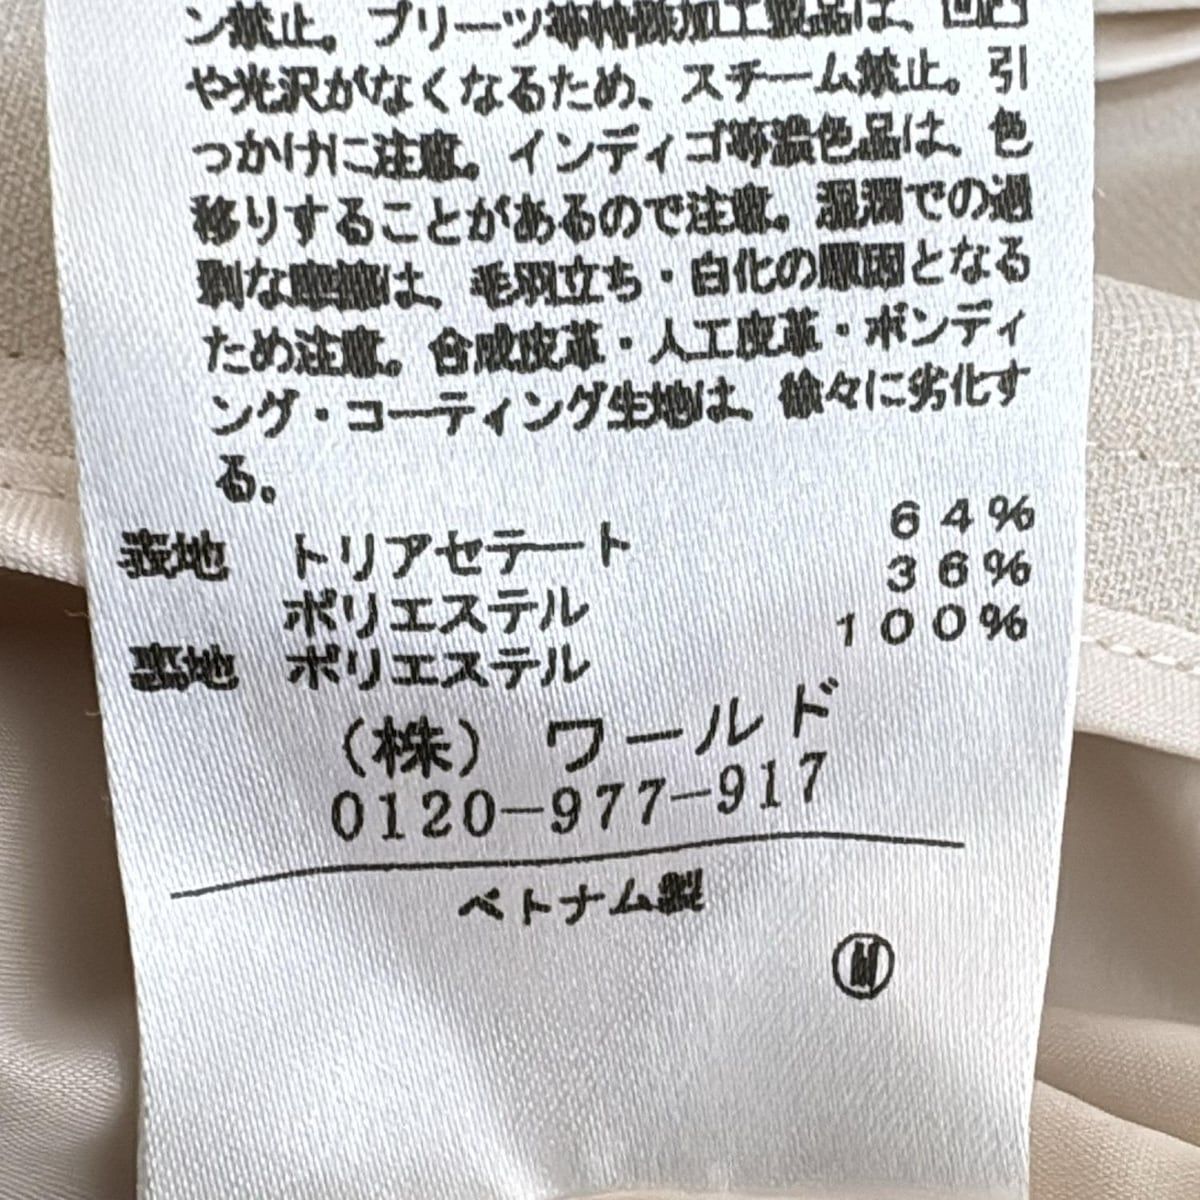 ン禁止。プリーツ等特殊加工製品は、凹凸
や光沢がなくなるため、スチーム禁止。引
っかけに注意。インディゴ等濃色品は、色
移りすることがあるので注意。湿潤での過
剰な摩擦は、毛羽立ち・白化の原因となる
ため注意。合成皮革・人工皮革・ボンディ
ング・コーティング生地は、徐々に劣化す
る。
表地 トリアセテート 64%
ポリエステル 36%
裏地 ポリエステル 100%
(株) ワールド
0120-977-917
ベトナム製
Ⓜ